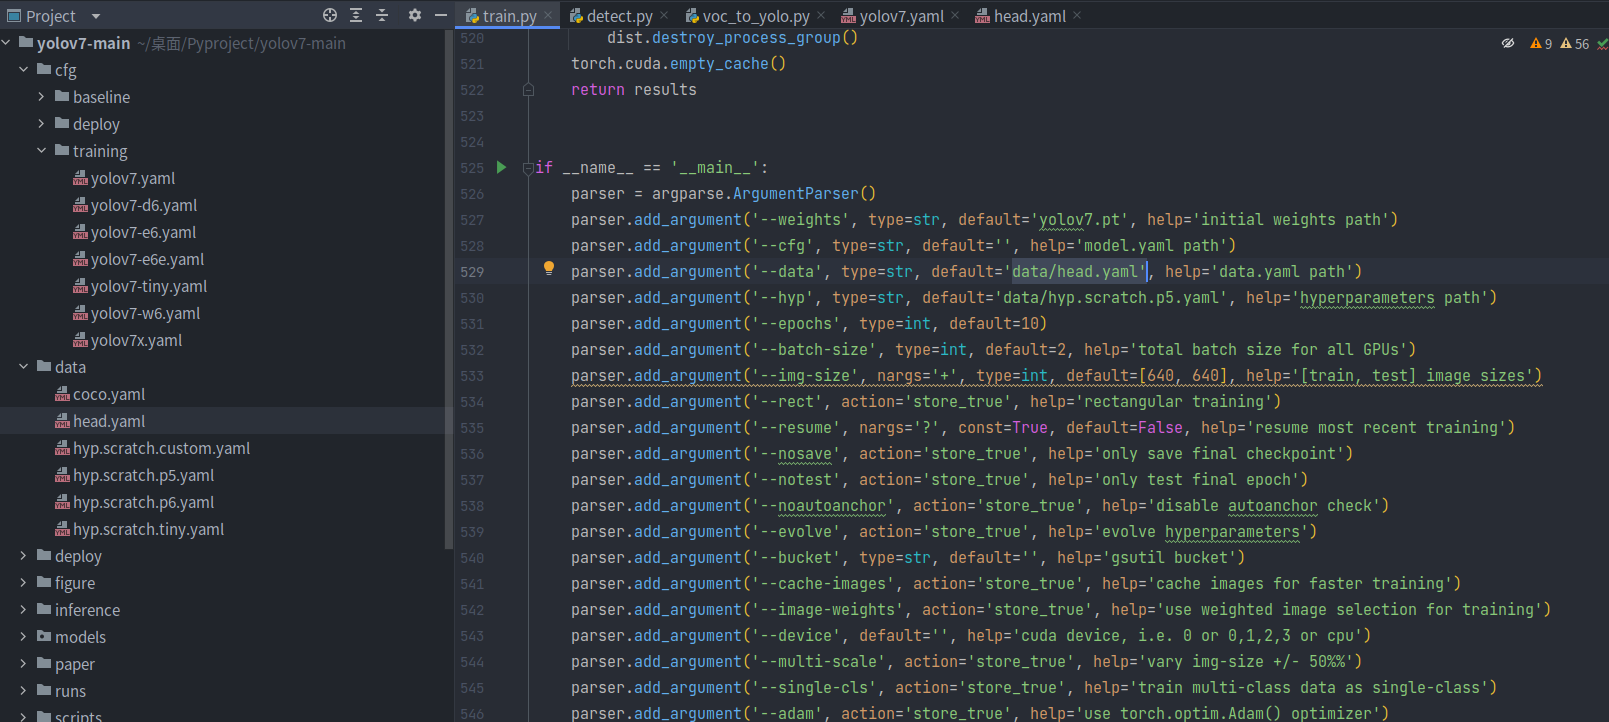 Project
train.py
detect.py
voc_to_yolo.py
yolov7.yaml
head.yaml
yolov7-main ~/桌面/Pyproject/yolov7-main
cfg
baseline
deploy
training
yolov7.yaml
yolov7-d6.yaml
yolov7-e6.yaml
yolov7-e6e.yaml
yolov7-tiny.yaml
yolov7-w6.yaml
yolov7x.yaml
data
coco.yaml
head.yaml
hyp.scratch.custom.yaml
hyp.scratch.p5.yaml
hyp.scratch.p6.yaml
hyp.scratch.tiny.yaml
deploy
figure
inference
models
paper
runs
scripts
9 56
520 dist.destroy_process_group()
521 torch.cuda.empty_cache()
522 return results
523
524
525 if __name__ == '__main__':
526 parser = argparse.ArgumentParser()
527 parser.add_argument('--weights', type=str, default='yolov7.pt', help='initial weights path')
528 parser.add_argument('--cfg', type=str, default='', help='model.yaml path')
529 parser.add_argument('--data', type=str, default='data/head.yaml', help='data.yaml path')
530 parser.add_argument('--hyp', type=str, default='data/hyp.scratch.p5.yaml', help='hyperparameters path')
531 parser.add_argument('--epochs', type=int, default=10)
532 parser.add_argument('--batch-size', type=int, default=2, help='total batch size for all GPUs')
533 parser.add_argument('--img-size', nargs='+', type=int, default=[640, 640], help='[train, test] image sizes')
534 parser.add_argument('--rect', action='store_true', help='rectangular training')
535 parser.add_argument('--resume', nargs='?', const=True, default=False, help='resume most recent training')
536 parser.add_argument('--nosave', action='store_true', help='only save final checkpoint')
537 parser.add_argument('--notest', action='store_true', help='only test final epoch')
538 parser.add_argument('--noautoanchor', action='store_true', help='disable autoanchor check')
539 parser.add_argument('--evolve', action='store_true', help='evolve hyperparameters')
540 parser.add_argument('--bucket', type=str, default='', help='gsutil bucket')
541 parser.add_argument('--cache-images', action='store_true', help='cache images for faster training')
542 parser.add_argument('--image-weights', action='store_true', help='use weighted image selection for training')
543 parser.add_argument('--device', default='', help='cuda device, i.e. 0 or 0,1,2,3 or cpu')
544 parser.add_argument('--multi-scale', action='store_true', help='vary img-size +/- 50%%')
545 parser.add_argument('--single-cls', action='store_true', help='train multi-class data as single-class')
546 parser.add_argument('--adam', action='store_true', help='use torch.optim.Adam() optimizer')